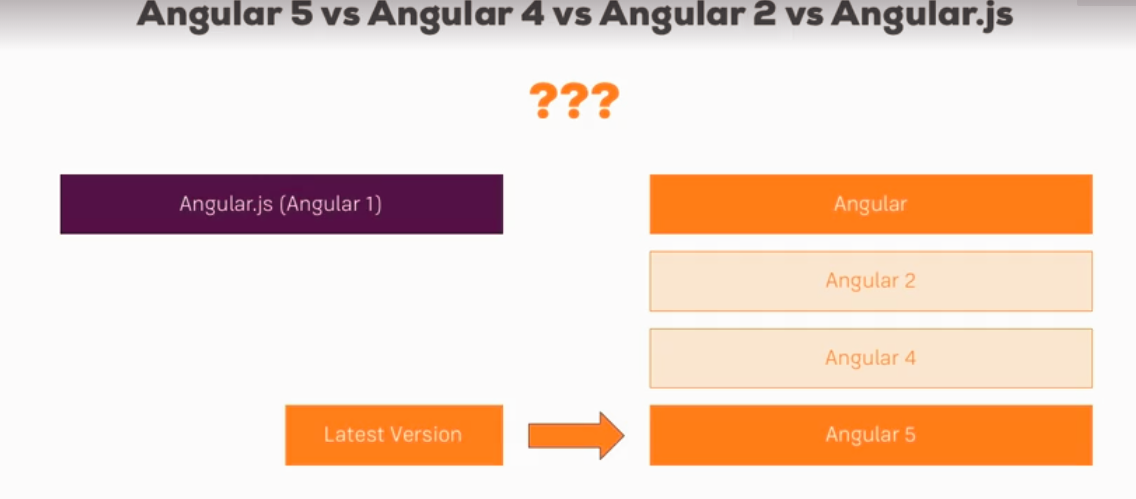 Angular 5 vs Angular 4 vs Angular 2 vs Angular.js
???
Angular.js (Angular 1)
Angular
Angular 2
Angular 4
Latest Version
Angular 5